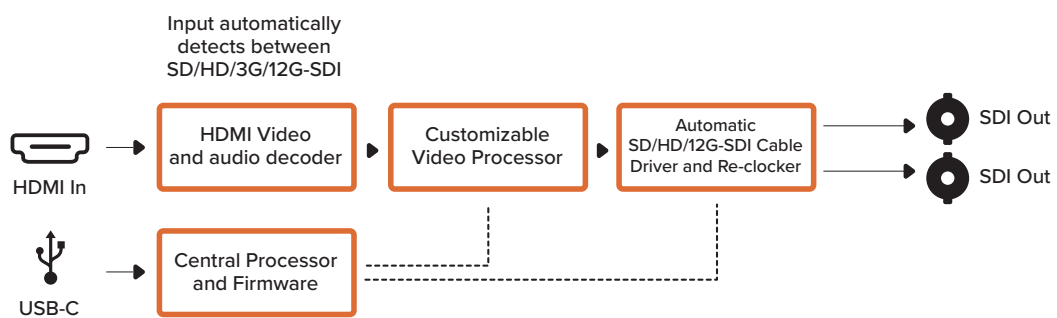 Input automatically
detects between
SD/HD/3G/12G-SDI
HDMI In
HDMI Video
and audio decoder
Customizable
Video Processor
Automatic
SD/HD/12G-SDI Cable
Driver and Re-clocker
SDI Out
SDI Out
USB-C
Central Processor
and Firmware